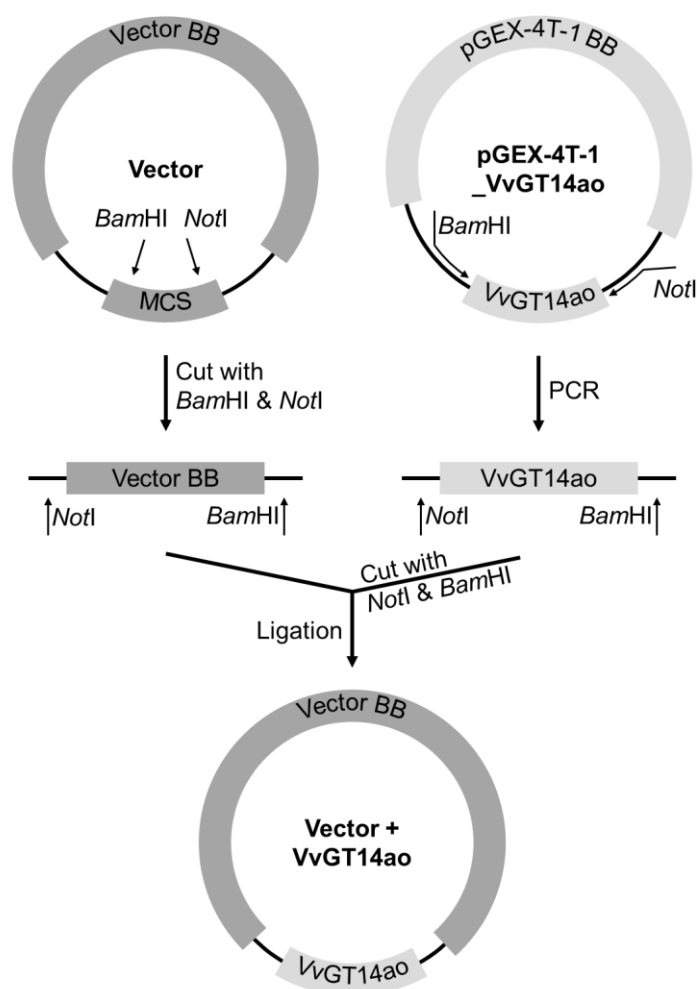 Vector BB
Vector
BamHI NotI
MCS
pGEX-4T-1 BB
pGEX-4T-1
_VvGT14ao
BamHI
VvGT14ao
NotI
Cut with
BamHI & NotI
PCR
Vector BB
NotI BamHI
VvGT14ao
NotI BamHI
Cut with
NotI & BamHI
Ligation
Vector BB
Vector +
VvGT14ao
VvGT14ao